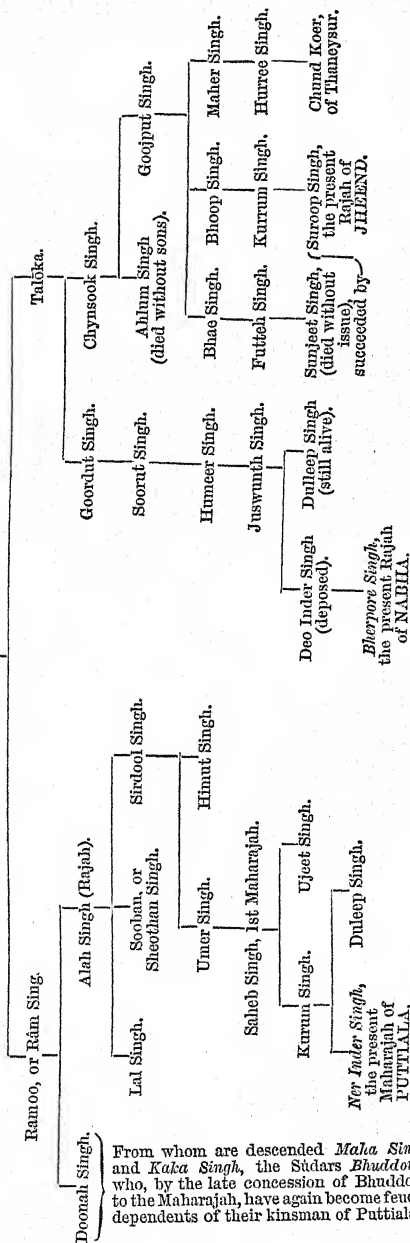 Ramoo, or Râm Sing.
Talōka.
Doonah Singh.
Alah Singh (Rajah).
Goordut Singh.
Chynsook Singh.
Lal Singh.
Sooban, or
Sheothan Singh.
Sirdool Singh.
Soorut Singh.
Ahlum Singh
(died without sons).
Goojput Singh.
Umer Singh.
Himut Singh.
Humeer Singh.
Bhae Singh.
Bhoop Singh.
Maher Singh.
Saheb Singh, 1st Maharajah.
Juswunth Singh.
Futteh Singh.
Kurrum Singh.
Hurree Singh.
Kurum Singh.
Ujeet Singh.
Deo Inder Singh
(deposed).
Dulleep Singh
(still alive).
Sunjeet Singh,
(died without
issue),
succeeded by
(Suroop Singh,
the present
Rajah of
JHEEND.
Chund Koer,
of Thaneysur.
Ner Inder Singh,
the present
Maharajah of
PUTTIALA.
Duleep Singh.
Bherpore Singh,
the present Rajah
of NABHA.
From whom are descended Maha Sin
and Kaka Singh, the Sùdars Bhuddo
who, by the late concession of Bhudd
to the Maharajah, have again become feu
dependents of their kinsman of Puttial